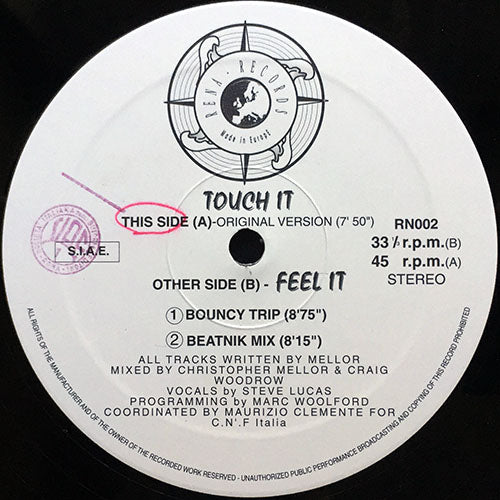 RENA - RECORDS
Made in Europe
TOUCH IT
THIS SIDE (A)-ORIGINAL VERSION (7' 50")
RN002
33 ⅓ r.p.m.(B)
45 r.p.m.(A)
STEREO
S.I.A.E.
OTHER SIDE (B) - FEEL IT
1 BOUNCY TRIP (8'75")
2 BEATNIK MIX (8'15")
ALL TRACKS WRITTEN BY MELLOR
MIXED BY CHRISTOPHER MELLOR & CRAIG
WOODROW
VOCALS by STEVE LUCAS
PROGRAMMING by MARC WOOLFORD
COORDINATED BY MAURIZIO CLEMENTE FOR
C.N'.F Italia
ALL RIGHTS OF THE MANUFACTURER AND OF THE OWNER OF THE RECORDED WORK RESERVED - UNAUTHORIZED PUBLIC PERFORMANCE BROADCASTING AND COPYING OF THIS RECORD PROHIBITED